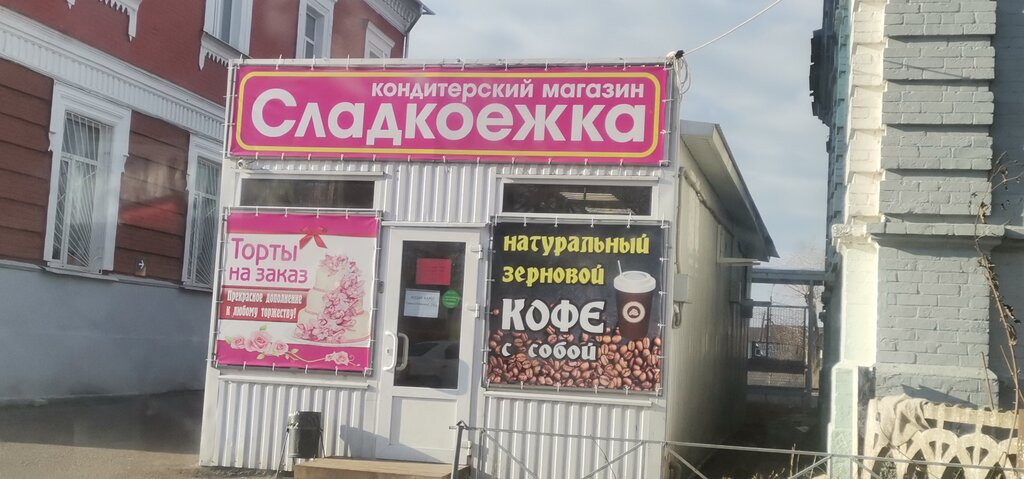 кондитерский магазин
Сладкоежка
Торты
на заказ
Прекрасное дополнение
к любому торжеству!
натуральный
зерновой
кофе
с собой